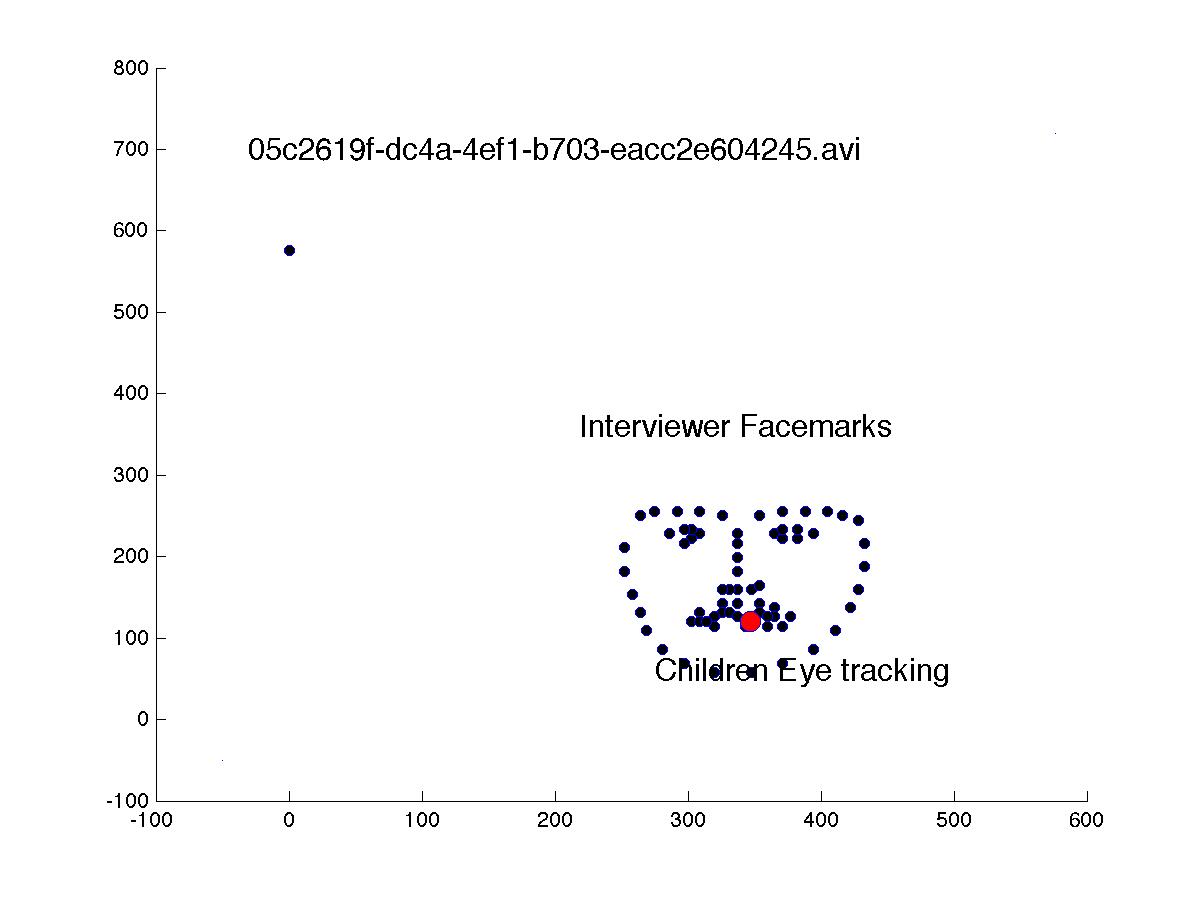 800
700
05c2619f-dc4a-4ef1-b703-eacc2e604245.avi
600
500
400
Interviewer Facemarks
300
200
100
Children Eye tracking
0
-100
-100 0 100 200 300 400 500 600